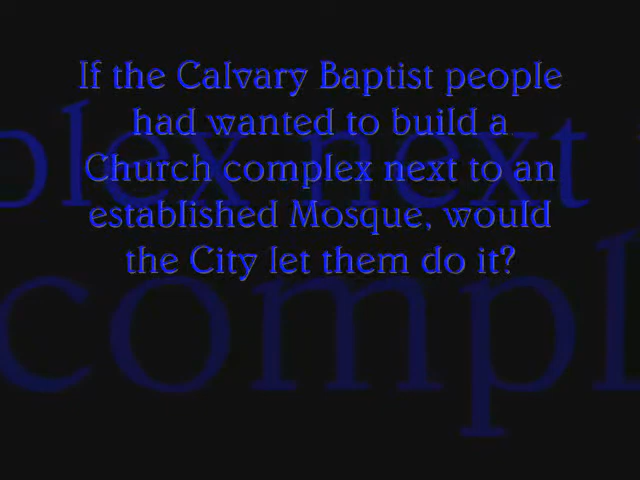 If the Calvary Baptist people
had wanted to build a
Church complex next to an
established Mosque, would
the City let them do it?
plex next
compl